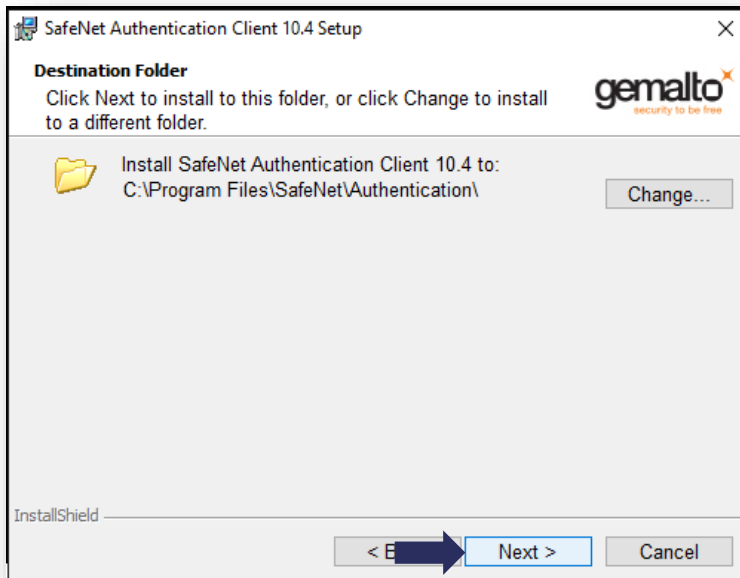 SafeNet Authentication Client 10.4 Setup
Destination Folder
Click Next to install to this folder, or click Change to install
to a different folder.
gemalto
security to be free
Install SafeNet Authentication Client 10.4 to:
C:\Program Files\SafeNet\Authentication\
Change...
InstallShield
<
Next >
Cancel